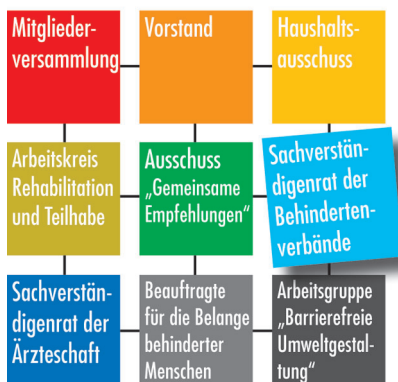 Mitglieder-
versammlung
Vorstand
Haushalts-
ausschuss
Arbeitskreis
Rehabilitation
und Teilhabe
Ausschuss
„Gemeinsame
Empfehlungen“
Sachverstän-
digenrat der
Behinderten-
verbände
Sachverstän-
digenrat der
Ärzteschaft
Beauftragte
für die Belange
behinderter
Menschen
Arbeitsgruppe
„Barrierefreie
Umweltgestal-
tung“